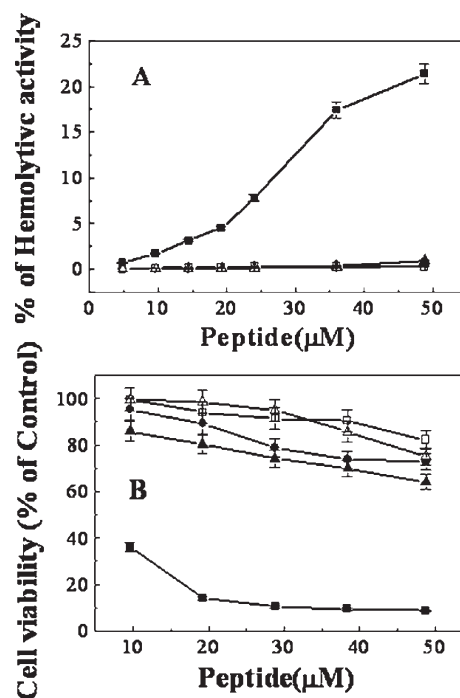 % of Hemolytivc activity
25
20
15
10
5
0
A
0 10 20 30 40 50
Peptide(μM)
Cell viability (% of Control)
100
80
60
40
20
0
B
10 20 30 40 50
Peptide(μM)